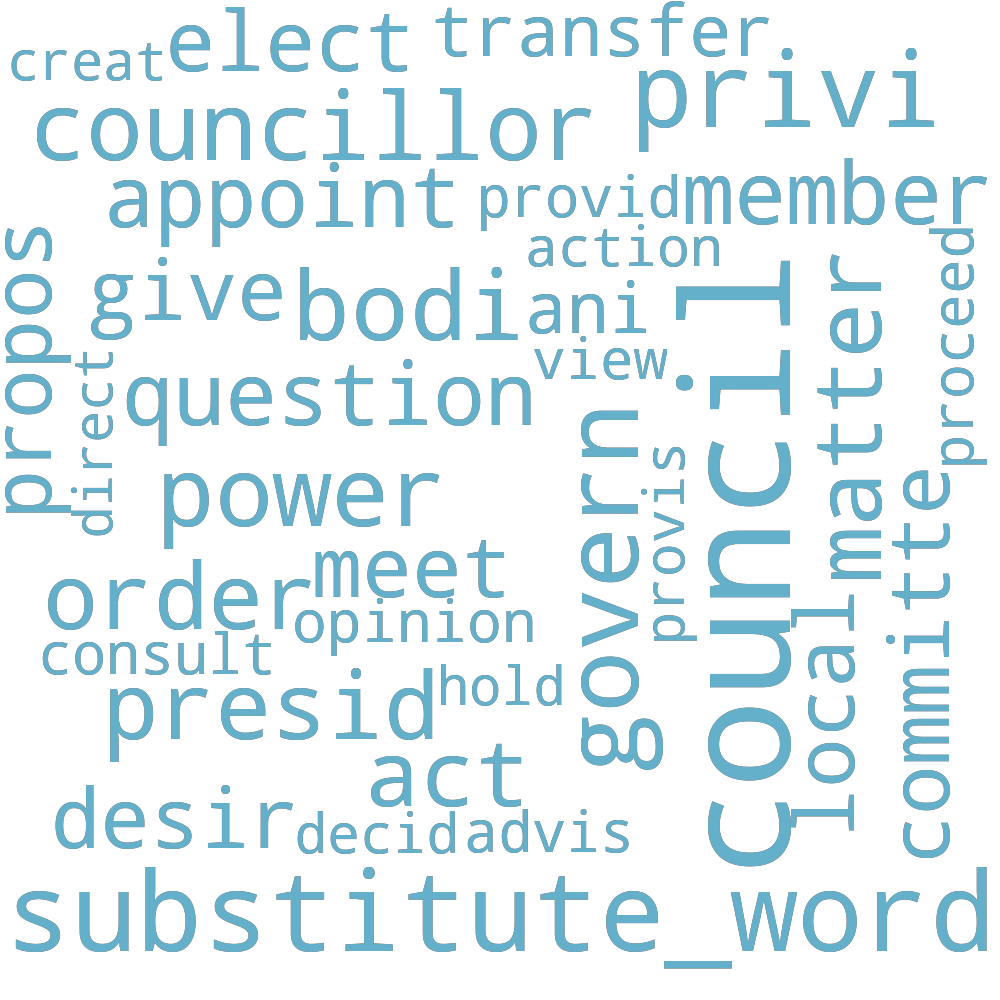 creat elect transfer
councillor privi
appoint provid member
action
propos give bodi ani
direct question view
council matter proceed
govern provis
power
meet
order opinion
consult
local committe
presid hold
act
desir decid advis
substitute_word